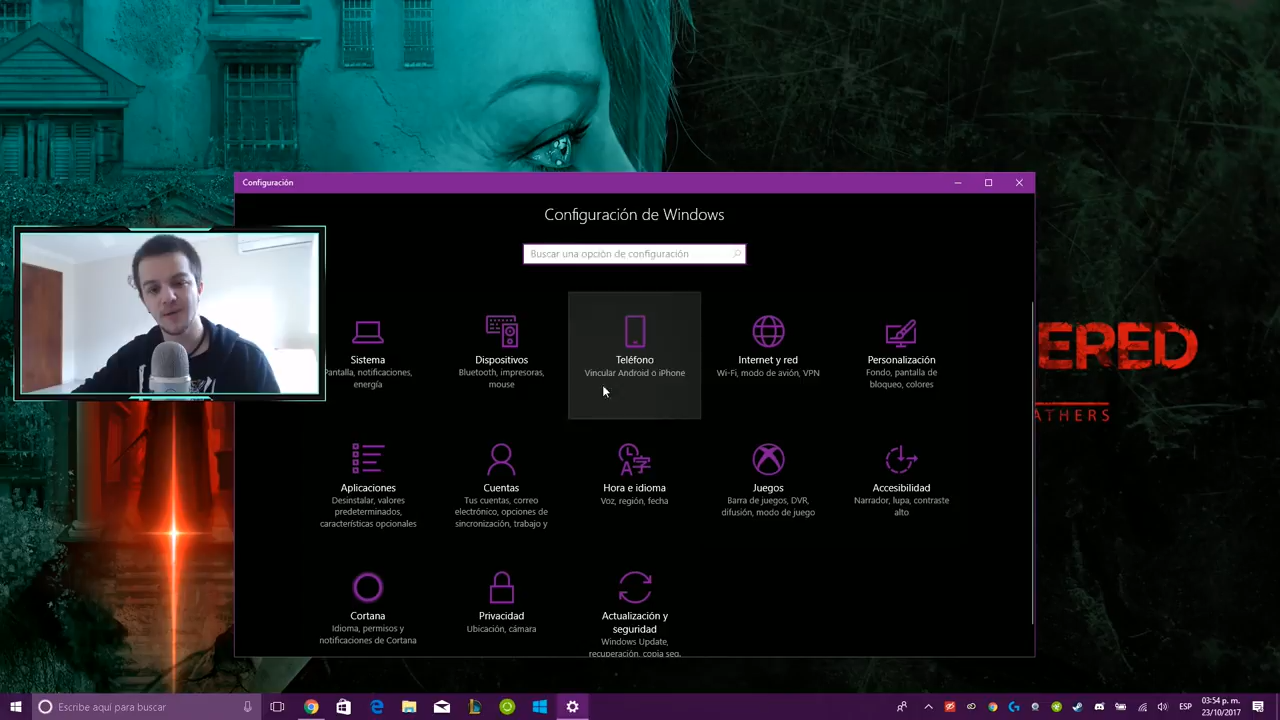 Configuración
Configuración de Windows
Buscar una opción de configuración
Sistema
Pantalla, notificaciones,
energía
Dispositivos
Bluetooth, impresoras,
mouse
Teléfono
Vincular Android o iPhone
Internet y red
Wi-Fi, modo de avión, VPN
Personalización
Fondo, pantalla de
bloqueo, colores
ERED
ATHERS
Aplicaciones
Desinstalar, valores
predeterminados,
características opcionales
Cuentas
Tus cuentas, correo
electrónico, opciones de
sincronización, trabajo y
Hora e idioma
Voz, región, fecha
Juegos
Barra de juegos, DVR,
difusión, modo de juego
Accesibilidad
Narrador, lupa, contraste
alto
Cortana
Idioma, permisos y
notificaciones de Cortana
Privacidad
Ubicación, cámara
Actualización y
seguridad
Windows Update,
recuperación, copia seg.
Escribe aquí para buscar
ESP
03:54 p. m.
23/10/2017